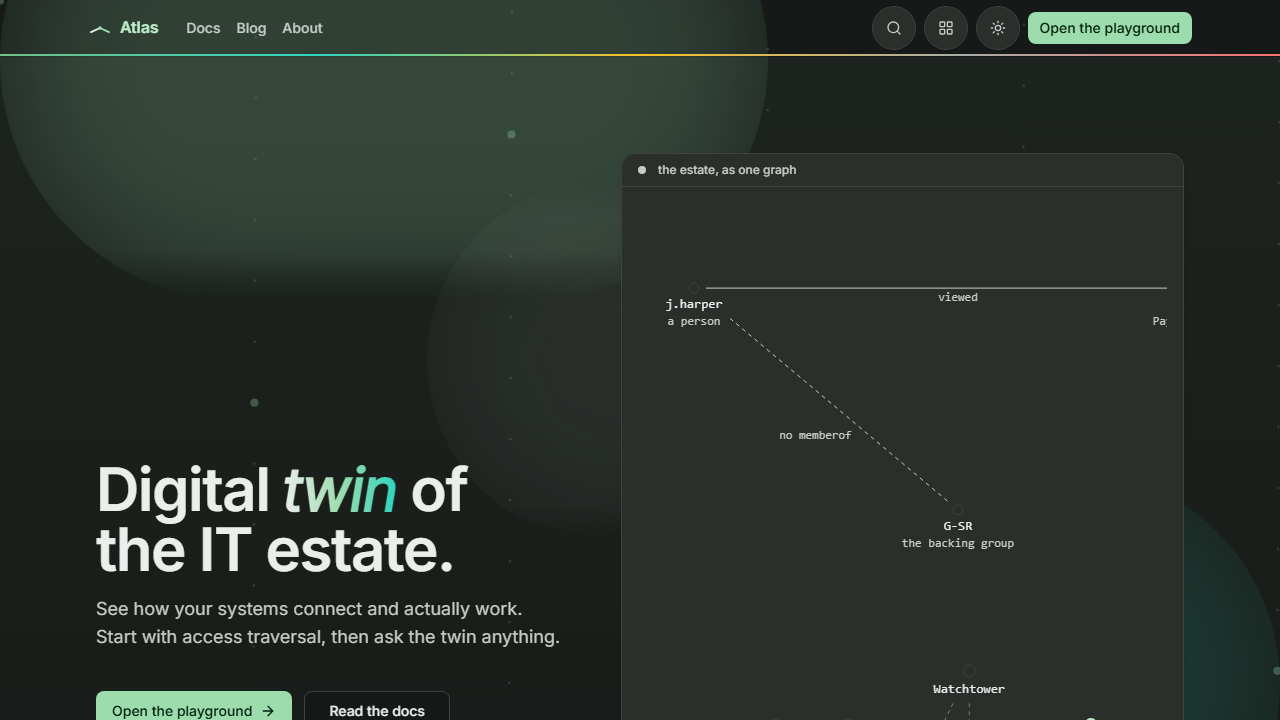 Atlas
Docs
Blog
About
Open the playground
the estate, as one graph
j.harper
a person
viewed
no memberof
G-SR
the backing group
Watchtower
Digital twin of
the IT estate.
See how your systems connect and actually work.
Start with access traversal, then ask the twin anything.
Open the playground
Read the docs